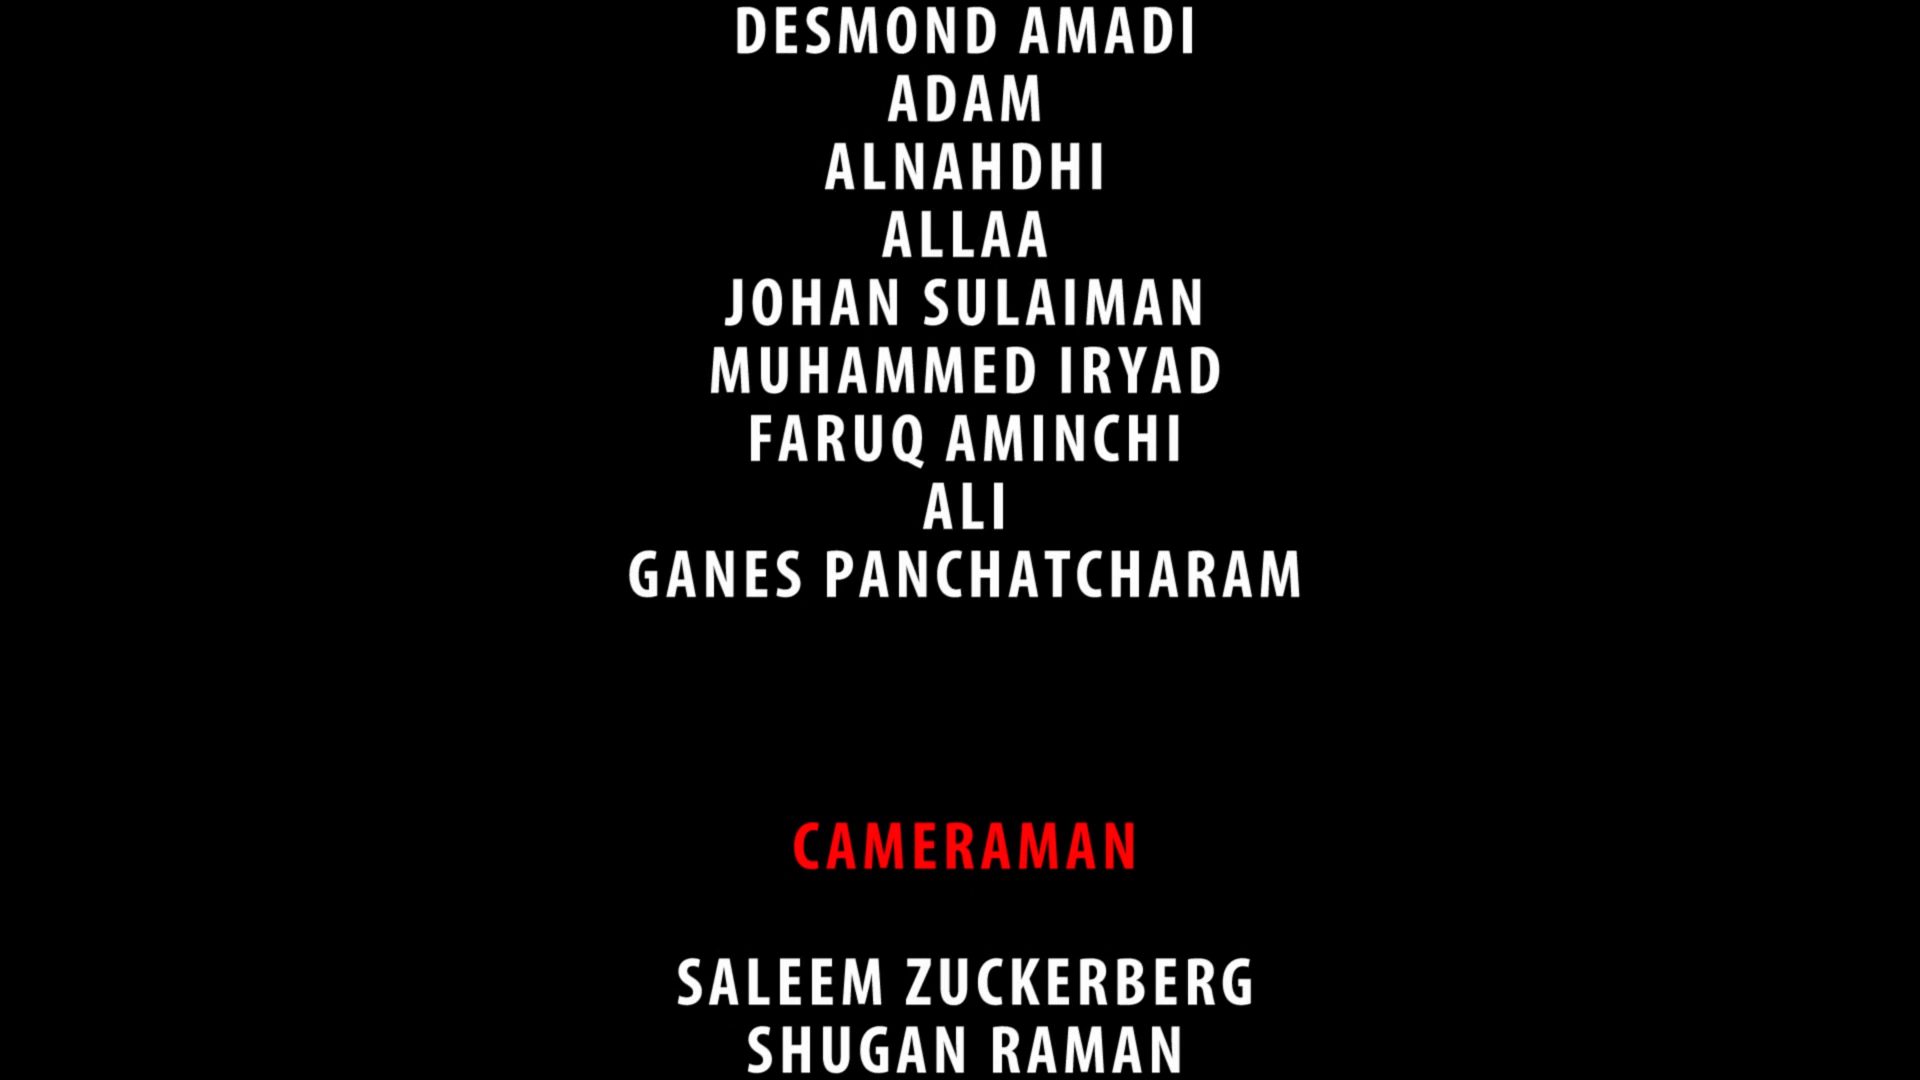 DESMOND AMADI
ADAM
ALNAHDHI
ALLAA
JOHAN SULAIMAN
MUHAMMED IRYAD
FARUQ AMINCHI
ALI
GANES PANCHATCHARAM
CAMERAMAN
SALEEM ZUCKERBERG
SHUGAN RAMAN